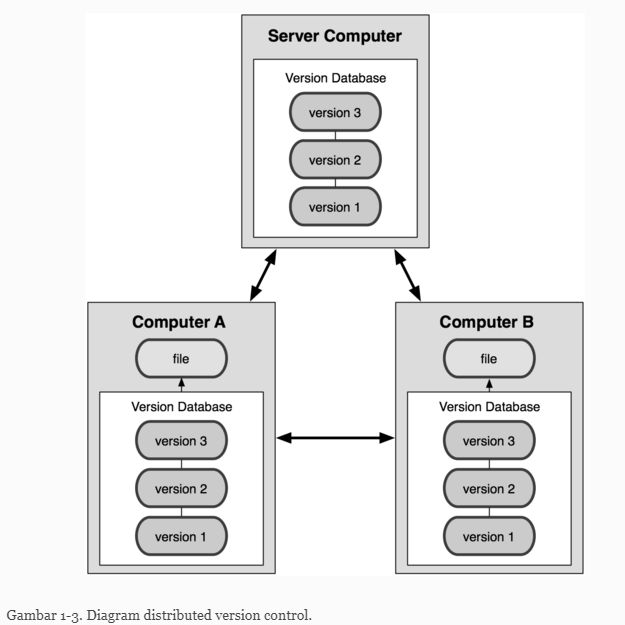 Server Computer
Version Database
version 3
version 2
version 1
Computer A
file
Version Database
version 3
version 2
version 1
Computer B
file
Version Database
version 3
version 2
version 1
Gambar 1-3. Diagram distributed version control.